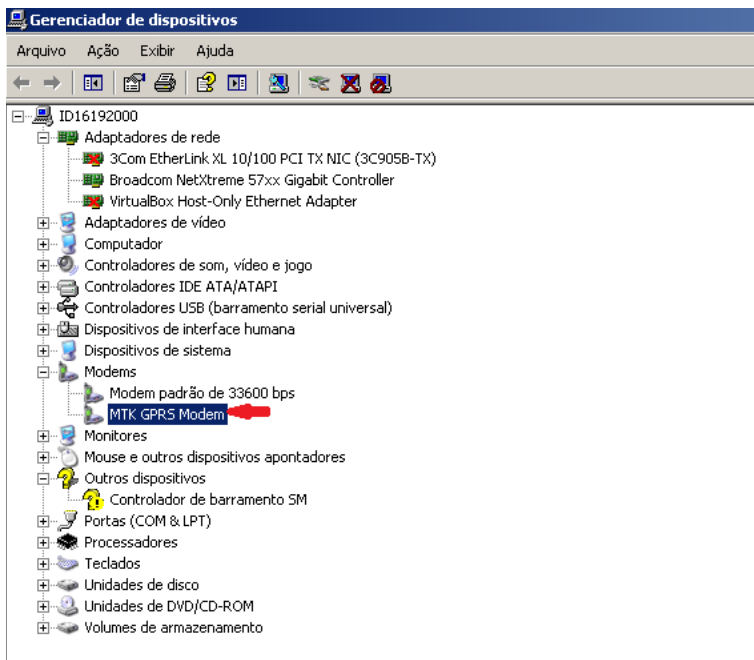 Gerenciador de dispositivos
Arquivo Ação Exibir Ajuda
ID16192000
Adaptadores de rede
3Com EtherLink XL 10/100 PCI TX NIC (3C905B-TX)
Broadcom NetXtreme 57xx Gigabit Controller
VirtualBox Host-Only Ethernet Adapter
Adaptadores de vídeo
Computador
Controladores de som, vídeo e jogo
Controladores IDE ATA/ATAPI
Controladores USB (barramento serial universal)
Dispositivos de interface humana
Dispositivos de sistema
Modems
Modem padrão de 33600 bps
MTK GPRS Modem
Monitores
Mouse e outros dispositivos apontadores
Outros dispositivos
Controlador de barramento SM
Portas (COM & LPT)
Processadores
Teclados
Unidades de disco
Unidades de DVD/CD-ROM
Volumes de armazenamento